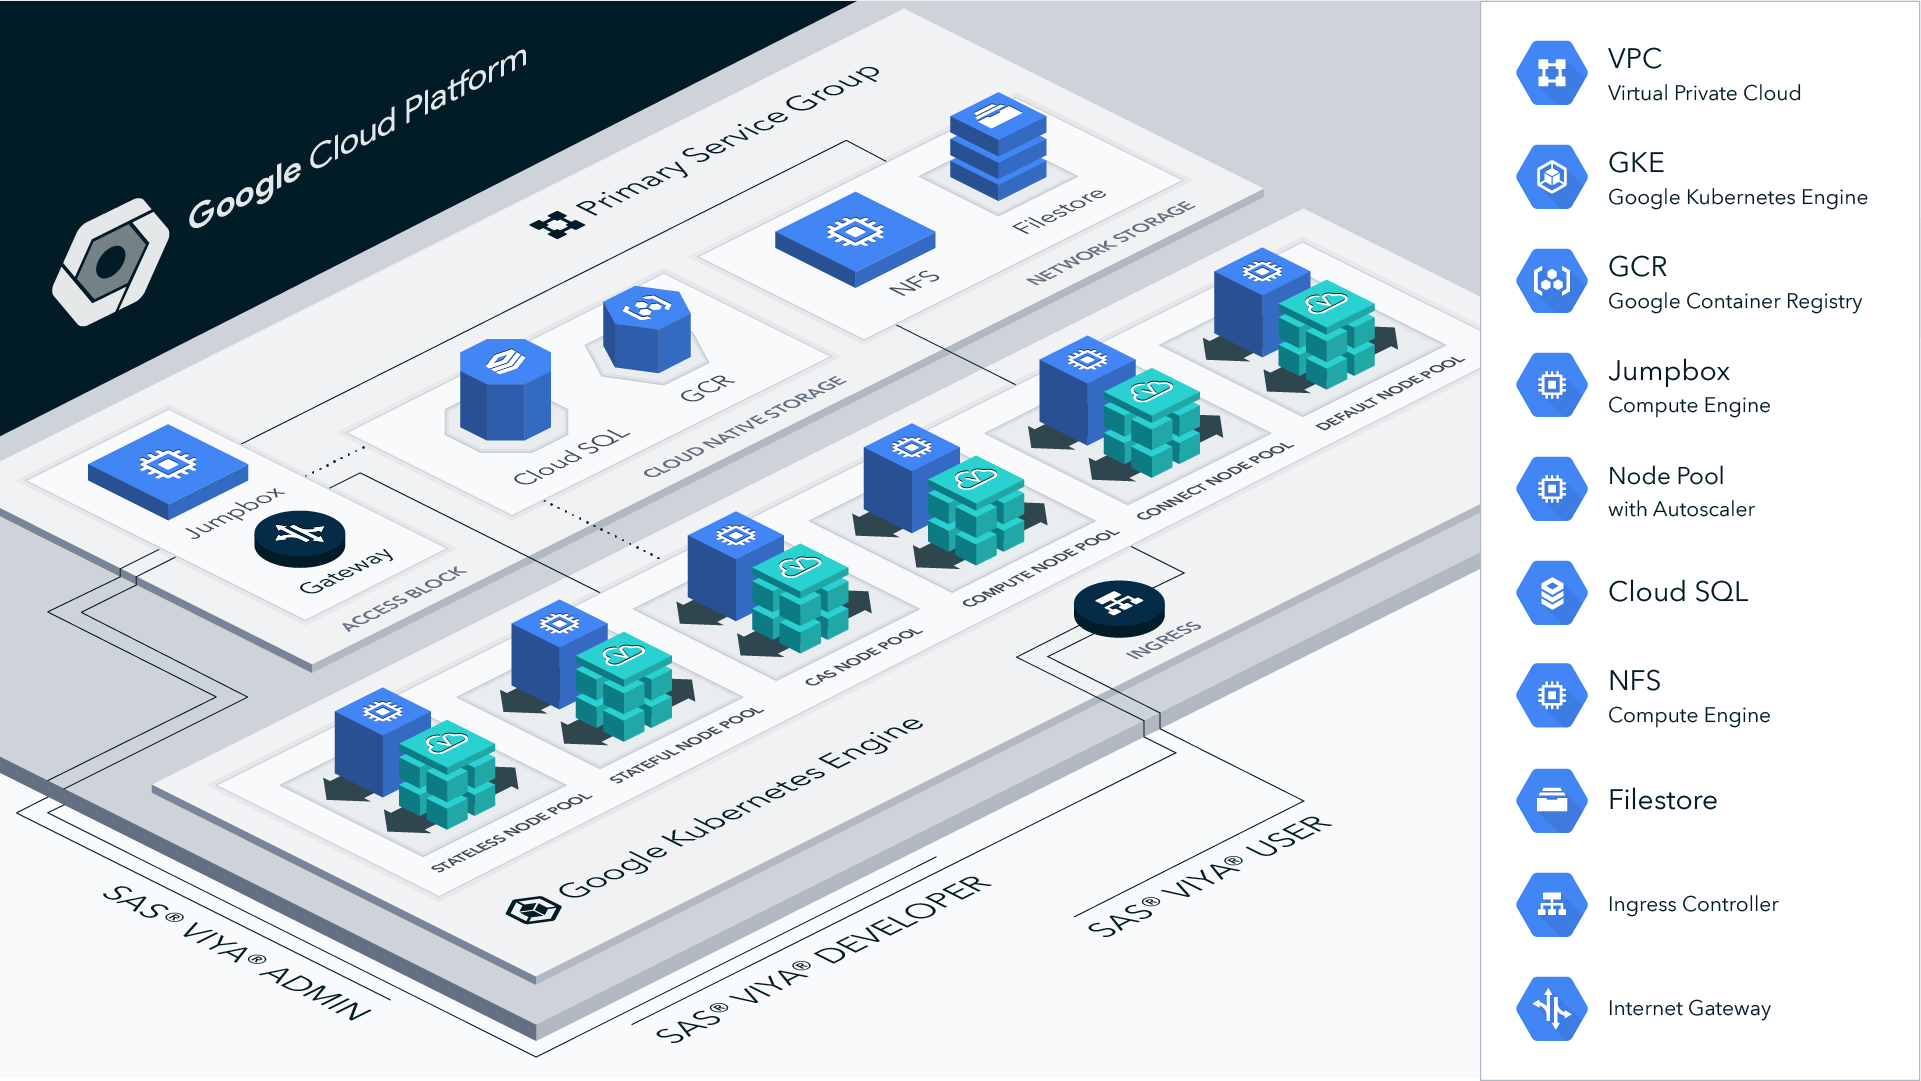 Google Cloud Platform
Primary Service Group
Filestore
NFS
NETWORK STORAGE
GCR
Cloud SQL
CLOUD NATIVE STORAGE
Jumpbox
Gateway
ACCESS BLOCK
DEFAULT NODE POOL
CONNECT NODE POOL
COMPUTE NODE POOL
CAS NODE POOL
STATEFUL NODE POOL
STATELESS NODE POOL
INGRESS
Google Kubernetes Engine
SAS® VIYA® ADMIN
SAS® VIYA® DEVELOPER
SAS® VIYA® USER
VPC
Virtual Private Cloud
GKE
Google Kubernetes Engine
GCR
Google Container Registry
Jumpbox
Compute Engine
Node Pool
with Autoscaler
Cloud SQL
NFS
Compute Engine
Filestore
Ingress Controller
Internet Gateway